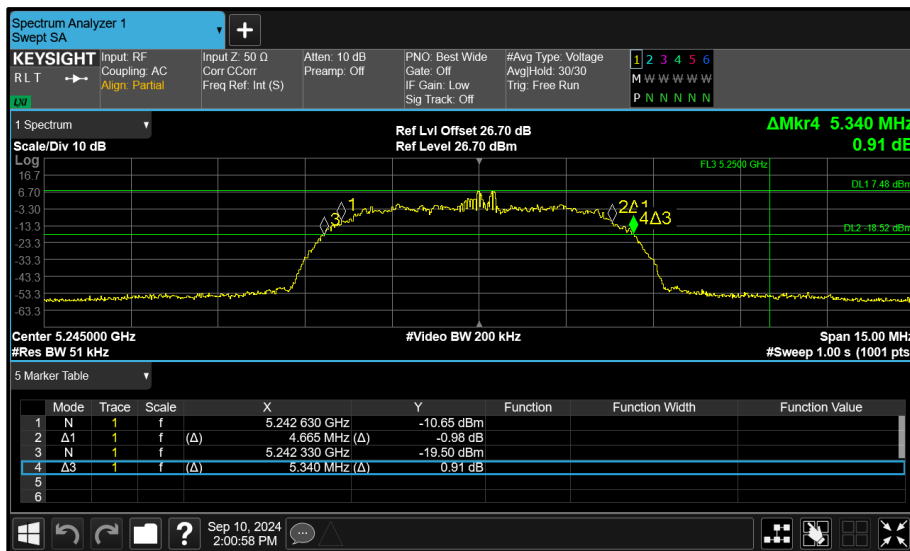 Spectrum Analyzer 1
Swept SA
KEYSIGHT
RLT
LXI
Input: RF
Coupling: AC
Align: Partial
Input Z: 50 Ω
Corr CCorr
Freq Ref: Int (S)
Atten: 10 dB
Preamp: Off
PNO: Best Wide
Gate: Off
IF Gain: Low
Sig Track: Off
#Avg Type: Voltage
Avg|Hold: 30/30
Trig: Free Run
1 2 3 4 5 6
M W W W W W
P N N N N N
1 Spectrum
Scale/Div 10 dB
Ref Lvl Offset 26.70 dB
Ref Level 26.70 dBm
ΔMkr4 5.340 MHz
0.91 dB
Log
FL3 5.2500 GHz
16.7
DL1 7.48 dBm
6.70
-3.30
1
2Δ1
3
4Δ3
-13.3
DL2 -18.52 dBm
-23.3
-33.3
-43.3
-53.3
-63.3
Center 5.245000 GHz
#Video BW 200 kHz
Span 15.00 MHz
#Res BW 51 kHz
#Sweep 1.00 s (1001 pts
5 Marker Table
Mode Trace Scale X Y Function Function Width Function Value
1 N 1 f 5.242 630 GHz -10.65 dBm
2 Δ1 1 f (Δ) 4.665 MHz (Δ) -0.98 dB
3 N 1 f 5.242 330 GHz -19.50 dBm
4 Δ3 1 f (Δ) 5.340 MHz (Δ) 0.91 dB
5
6
Sep 10, 2024
2:00:58 PM